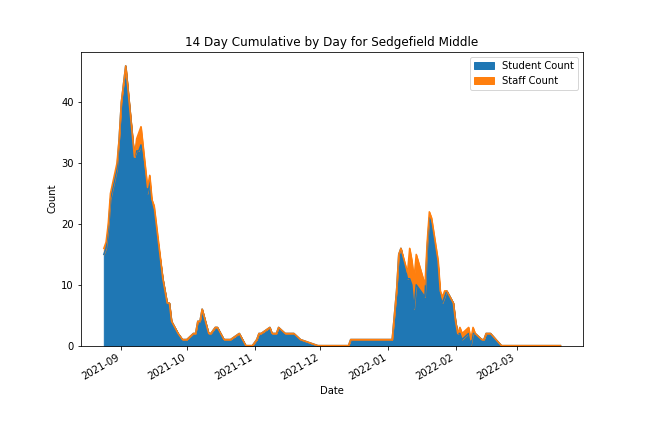 14 Day Cumulative by Day for Sedgefield Middle
Student Count
Staff Count
40
30
20
10
0
Count
2021-09
2021-10
2021-11
2021-12
2022-01
2022-02
2022-03
Date